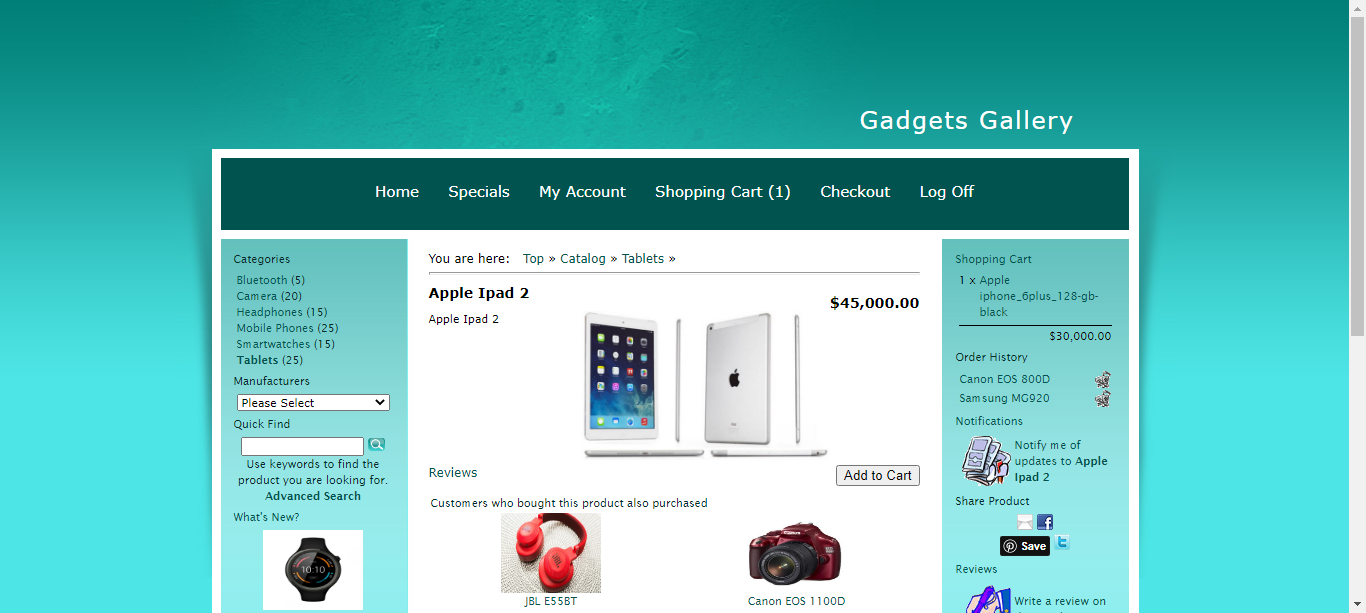 Gadgets Gallery
Home Specials My Account Shopping Cart (1) Checkout Log Off
Categories
Bluetooth (5)
Camera (20)
Headphones (15)
Mobile Phones (25)
Smartwatches (15)
Tablets (25)
Manufacturers
Please Select
Quick Find
Use keywords to find the
product you are looking for.
Advanced Search
What's New?
10:10
You are here: Top » Catalog » Tablets »
Apple Ipad 2
$45,000.00
Apple Ipad 2
Reviews
Add to Cart
Customers who bought this product also purchased
JBL E55BT
Canon EOS 1100D
Shopping Cart
1 x Apple
iphone_6plus_128-gb-
black
$30,000.00
Order History
Canon EOS 800D
Samsung MG920
Notifications
Notify me of
updates to Apple
Ipad 2
Share Product
Save
Reviews
Write a review on